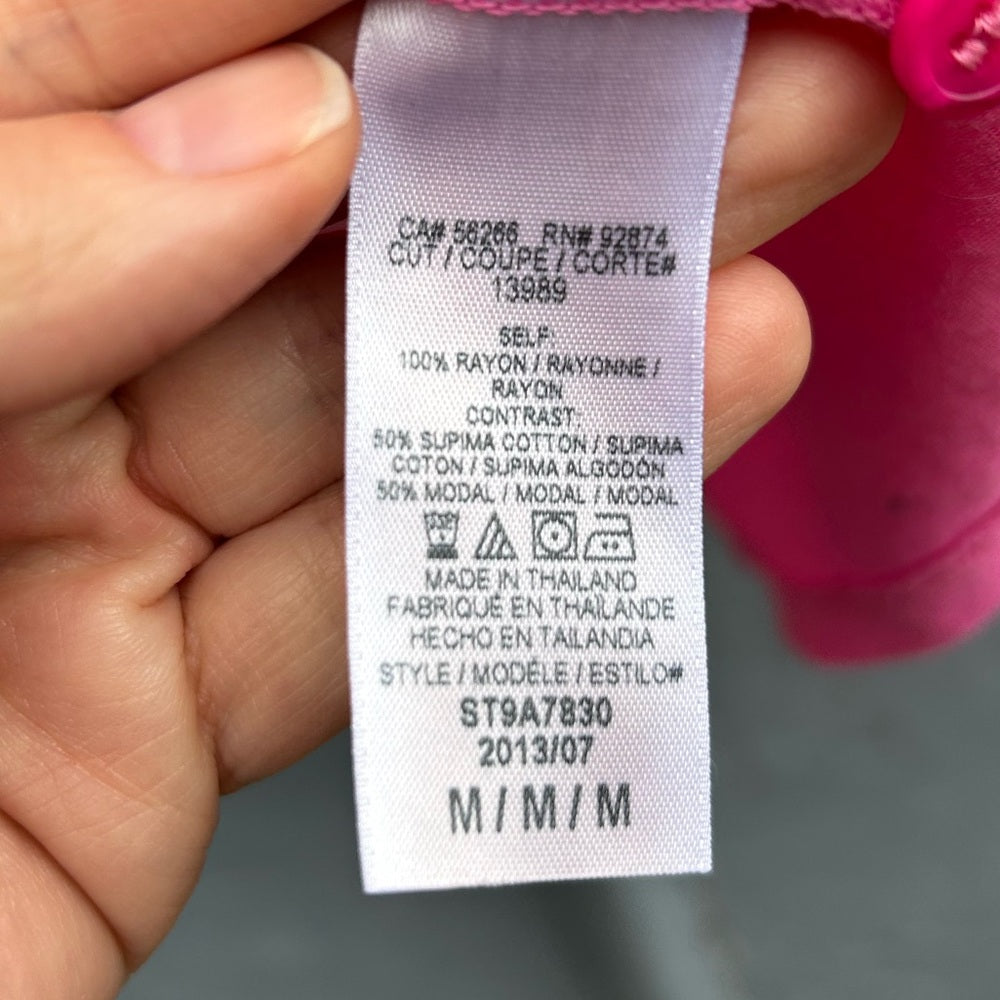 CA# 56266 RN# 92874
CUT / COUPE / CORTE#
13989
SELF:
100% RAYON / RAYONNE /
RAYON
CONTRAST:
50% SUPIMA COTTON / SUPIMA
COTON / SUPIMA ALGODÓN
50% MODAL / MODAL / MODAL
MADE IN THAILAND
FABRIQUÉ EN THAÏLANDE
HECHO EN TAILANDIA
STYLE / MODÈLE / ESTILO#
ST9A7830
2013/07
M / M / M